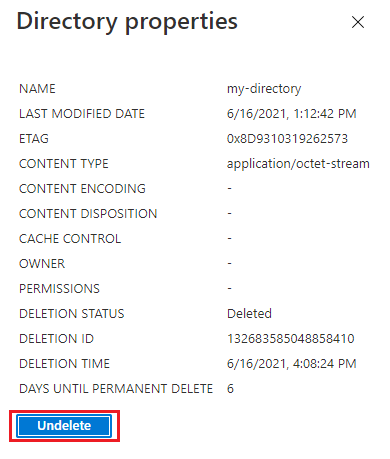 Directory properties
NAME my-directory
LAST MODIFIED DATE 6/16/2021, 1:12:42 PM
ETAG 0x8D9310319262573
CONTENT TYPE application/octet-stream
CONTENT ENCODING -
CONTENT DISPOSITION -
CACHE CONTROL -
OWNER -
PERMISSIONS -
DELETION STATUS Deleted
DELETION ID 132683585048858410
DELETION TIME 6/16/2021, 4:08:24 PM
DAYS UNTIL PERMANENT DELETE 6
Undelete